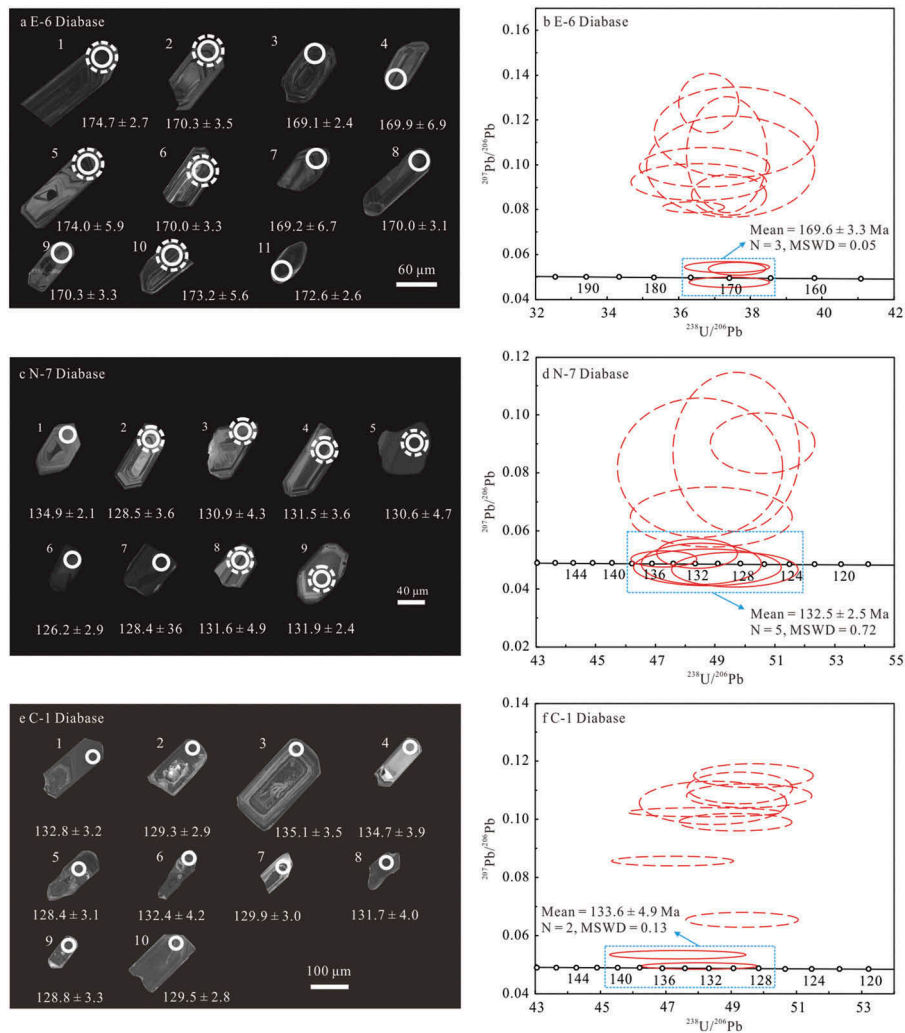 a E-6 Diabase
1 2 3 4
174.7 ± 2.7 170.3 ± 3.5 169.1 ± 2.4 169.9 ± 6.9
5 6 7 8
174.0 ± 5.9 170.0 ± 3.3 169.2 ± 6.7 170.0 ± 3.1
9 10 11
170.3 ± 3.3 173.2 ± 5.6 172.6 ± 2.6
60 μm
b E-6 Diabase
0.16
0.14
0.12
0.10
0.08
0.06
0.04
207Pb/206Pb
Mean = 169.6 ± 3.3 Ma
N = 3, MSWD = 0.05
190 180 170 160
32 34 36 38 40 42
238U/206Pb
c N-7 Diabase
1 2 3 4 5
134.9 ± 2.1 128.5 ± 3.6 130.9 ± 4.3 131.5 ± 3.6 130.6 ± 4.7
6 7 8 9
126.2 ± 2.9 128.4 ± 36 131.6 ± 4.9 131.9 ± 2.4
40 μm
d N-7 Diabase
0.12
0.10
0.08
0.06
0.04
0.02
207Pb/206Pb
144 140 136 132 128 124 120
Mean = 132.5 ± 2.5 Ma
N = 5, MSWD = 0.72
43 45 47 49 51 53 55
238U/206Pb
e C-1 Diabase
1 2 3 4
132.8 ± 3.2 129.3 ± 2.9 135.1 ± 3.5 134.7 ± 3.9
5 6 7 8
128.4 ± 3.1 132.4 ± 4.2 129.9 ± 3.0 131.7 ± 4.0
9 10
128.8 ± 3.3 129.5 ± 2.8
100 μm
f C-1 Diabase
0.14
0.12
0.10
0.08
0.06
0.04
207Pb/206Pb
Mean = 133.6 ± 4.9 Ma
N = 2, MSWD = 0.13
144 140 136 132 128 124 120
43 45 47 49 51 53
238U/206Pb